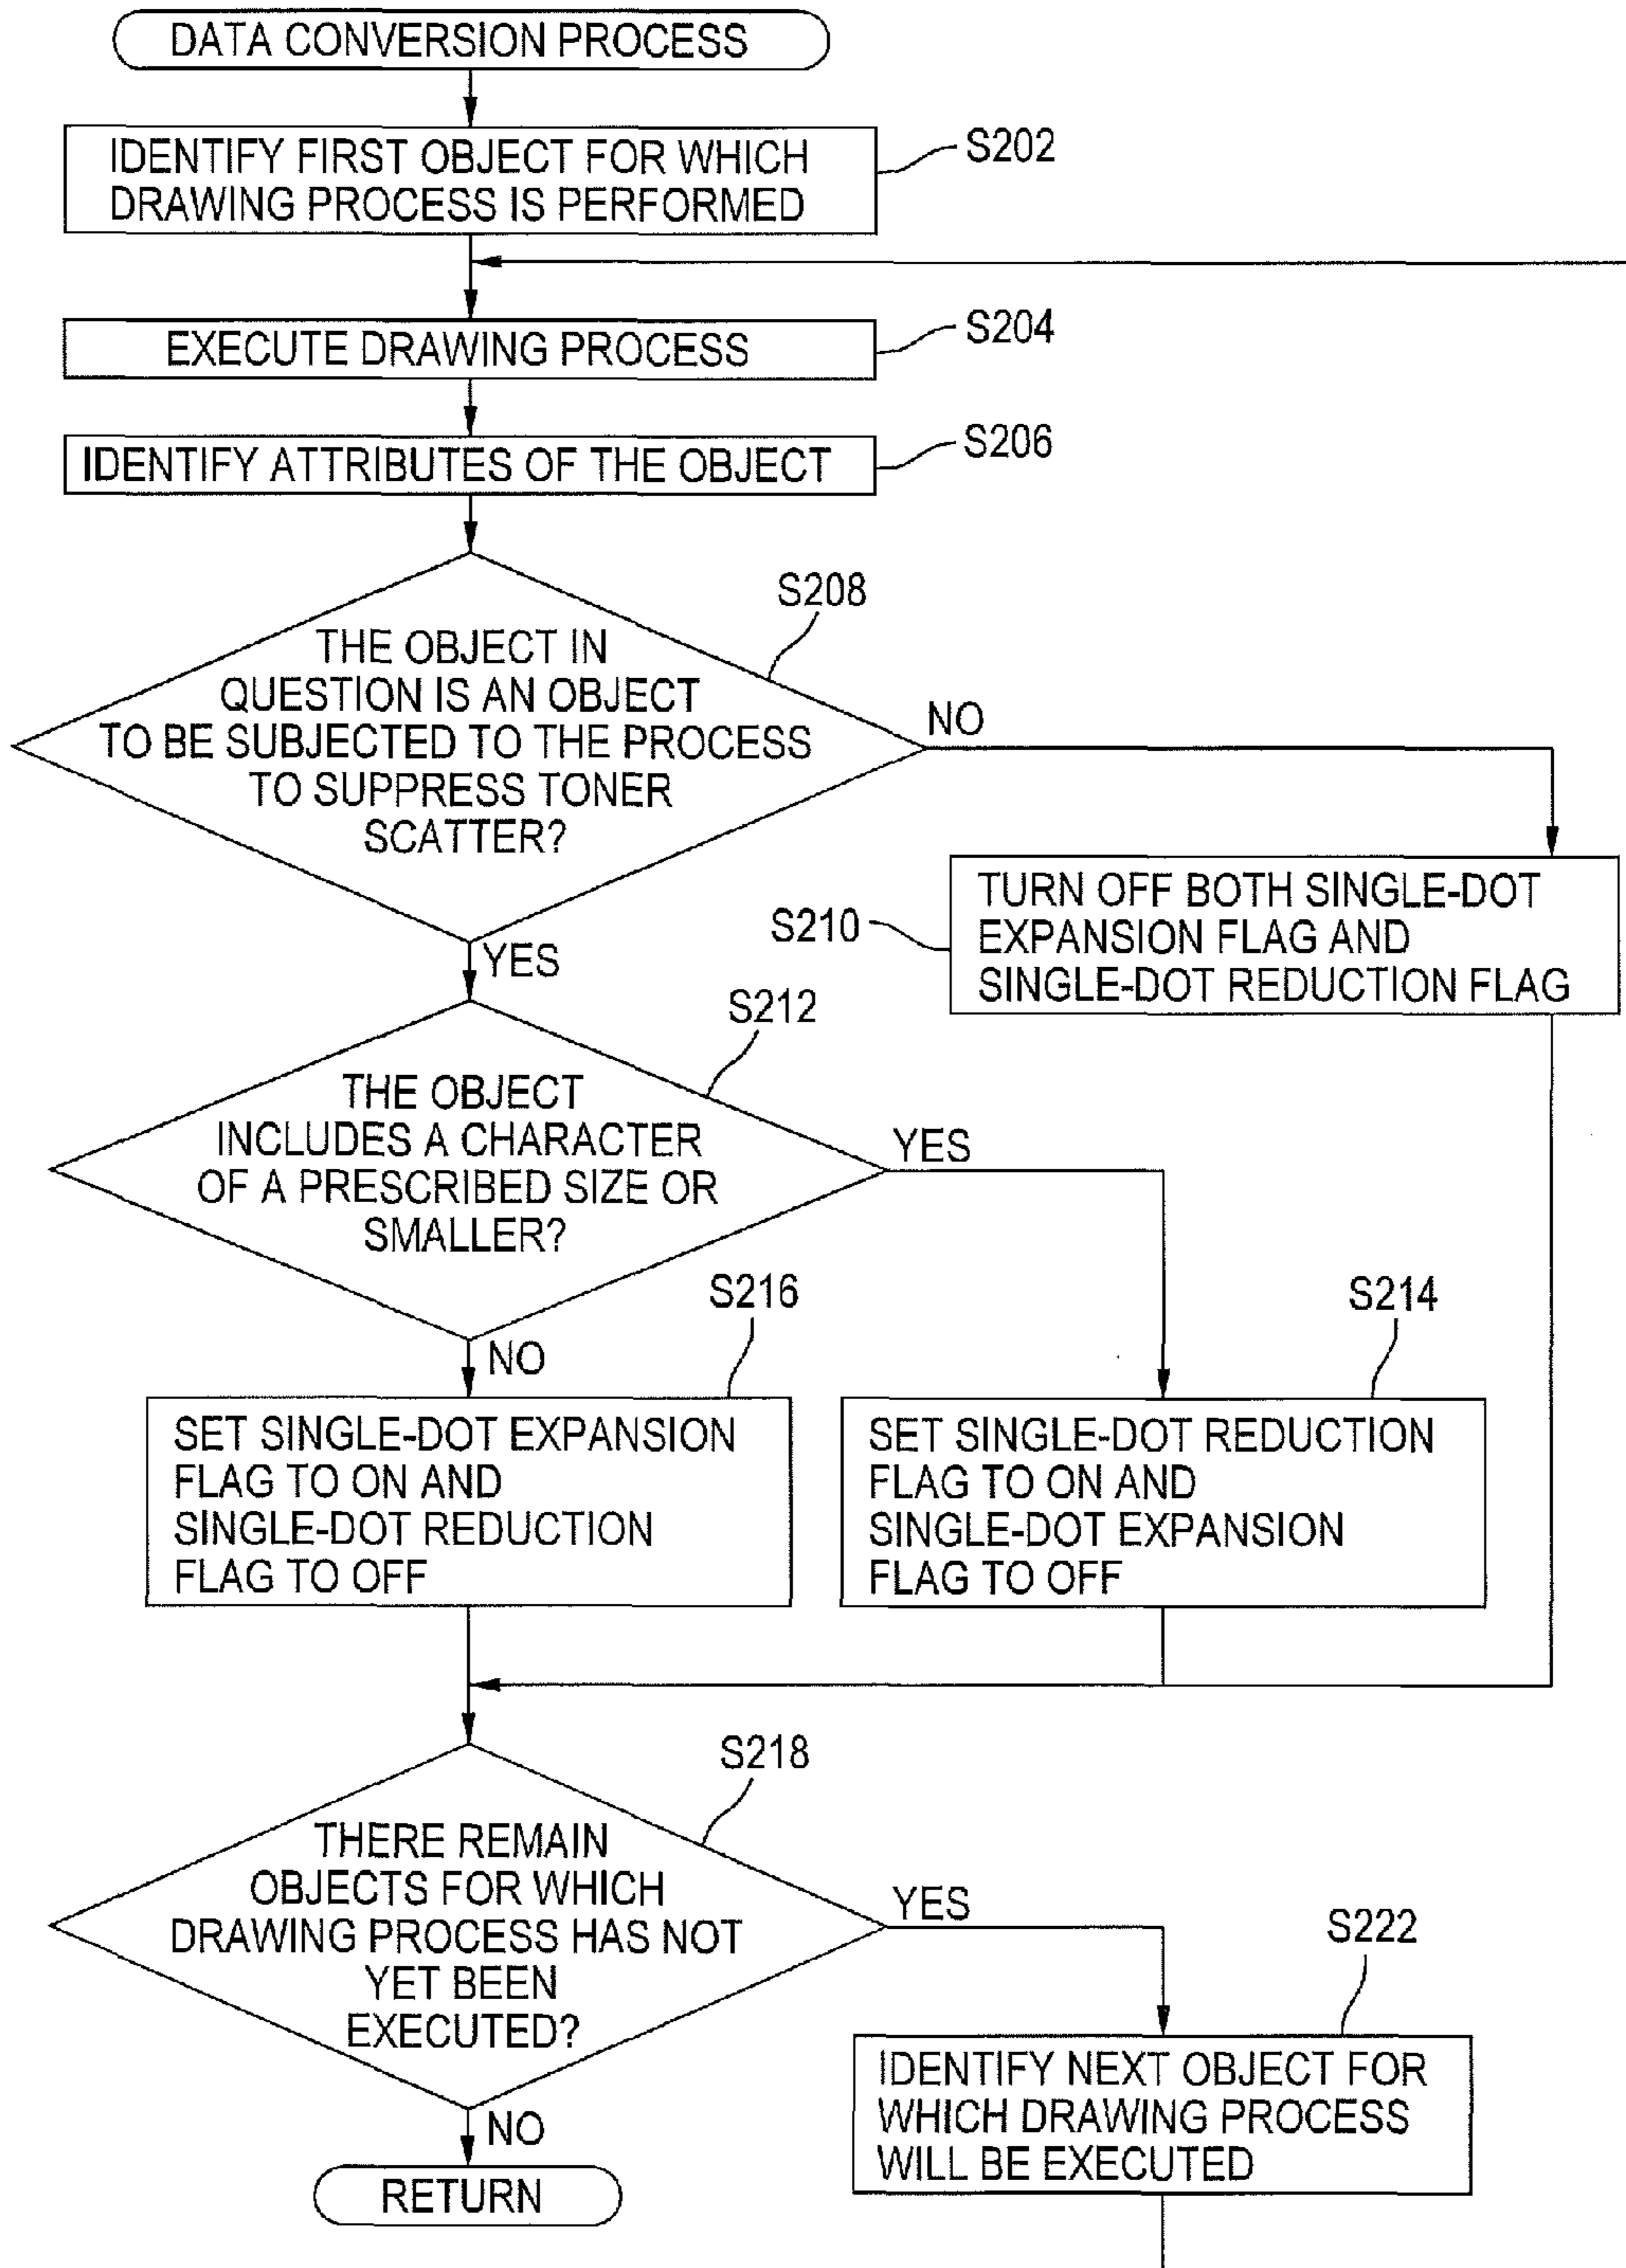 DATA CONVERSION PROCESS
IDENTIFY FIRST OBJECT FOR WHICH
DRAWING PROCESS IS PERFORMED
S202
EXECUTE DRAWING PROCESS
S204
IDENTIFY ATTRIBUTES OF THE OBJECT
S206
S208
THE OBJECT IN
QUESTION IS AN OBJECT
TO BE SUBJECTED TO THE PROCESS
TO SUPPRESS TONER
SCATTER?
NO
YES
S210
TURN OFF BOTH SINGLE-DOT
EXPANSION FLAG AND
SINGLE-DOT REDUCTION FLAG
S212
THE OBJECT
INCLUDES A CHARACTER
OF A PRESCRIBED SIZE OR
SMALLER?
YES
NO
S216
SET SINGLE-DOT EXPANSION
FLAG TO ON AND
SINGLE-DOT REDUCTION
FLAG TO OFF
S214
SET SINGLE-DOT REDUCTION
FLAG TO ON AND
SINGLE-DOT EXPANSION
FLAG TO OFF
S218
THERE REMAIN
OBJECTS FOR WHICH
DRAWING PROCESS HAS NOT
YET BEEN
EXECUTED?
YES
NO
S222
IDENTIFY NEXT OBJECT FOR
WHICH DRAWING PROCESS
WILL BE EXECUTED
RETURN